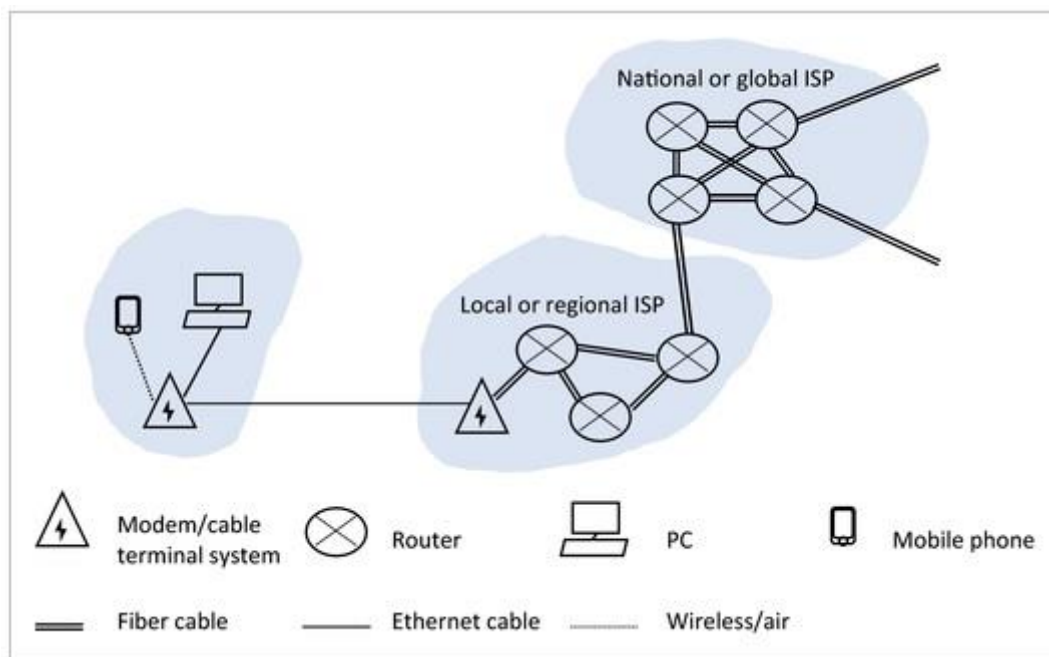 National or global ISP
Local or regional ISP
Modem/cable
terminal system
Router
PC
Mobile phone
Fiber cable
Ethernet cable
Wireless/air